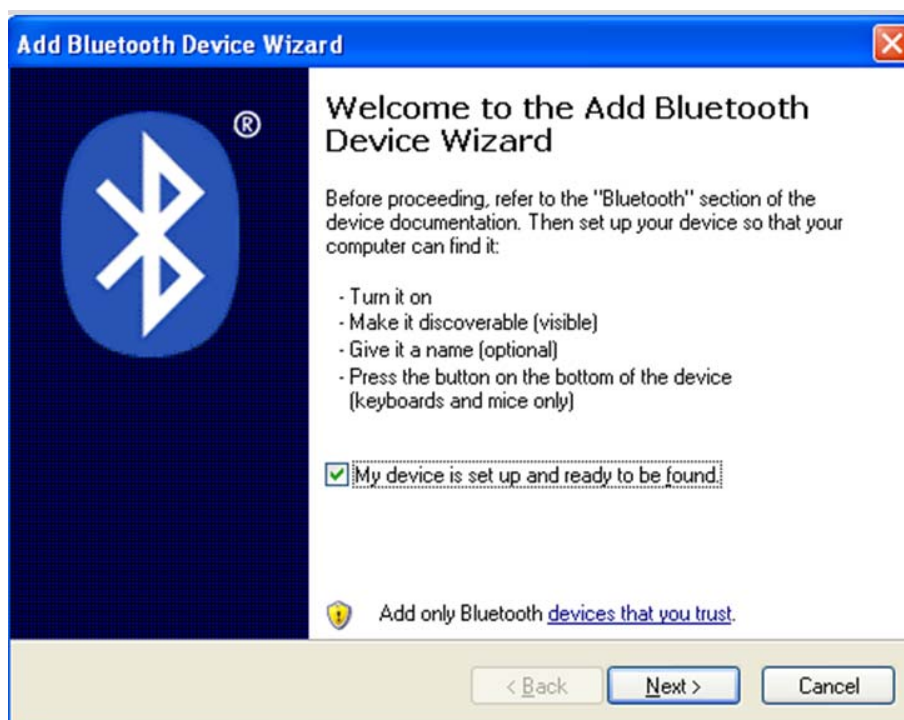 Add Bluetooth Device Wizard
®
Welcome to the Add Bluetooth
Device Wizard
Before proceeding, refer to the "Bluetooth" section of the
device documentation. Then set up your device so that your
computer can find it:
- Turn it on
- Make it discoverable (visible)
- Give it a name (optional)
- Press the button on the bottom of the device
(keyboards and mice only)
My device is set up and ready to be found.
Add only Bluetooth devices that you trust.
< Back Next > Cancel